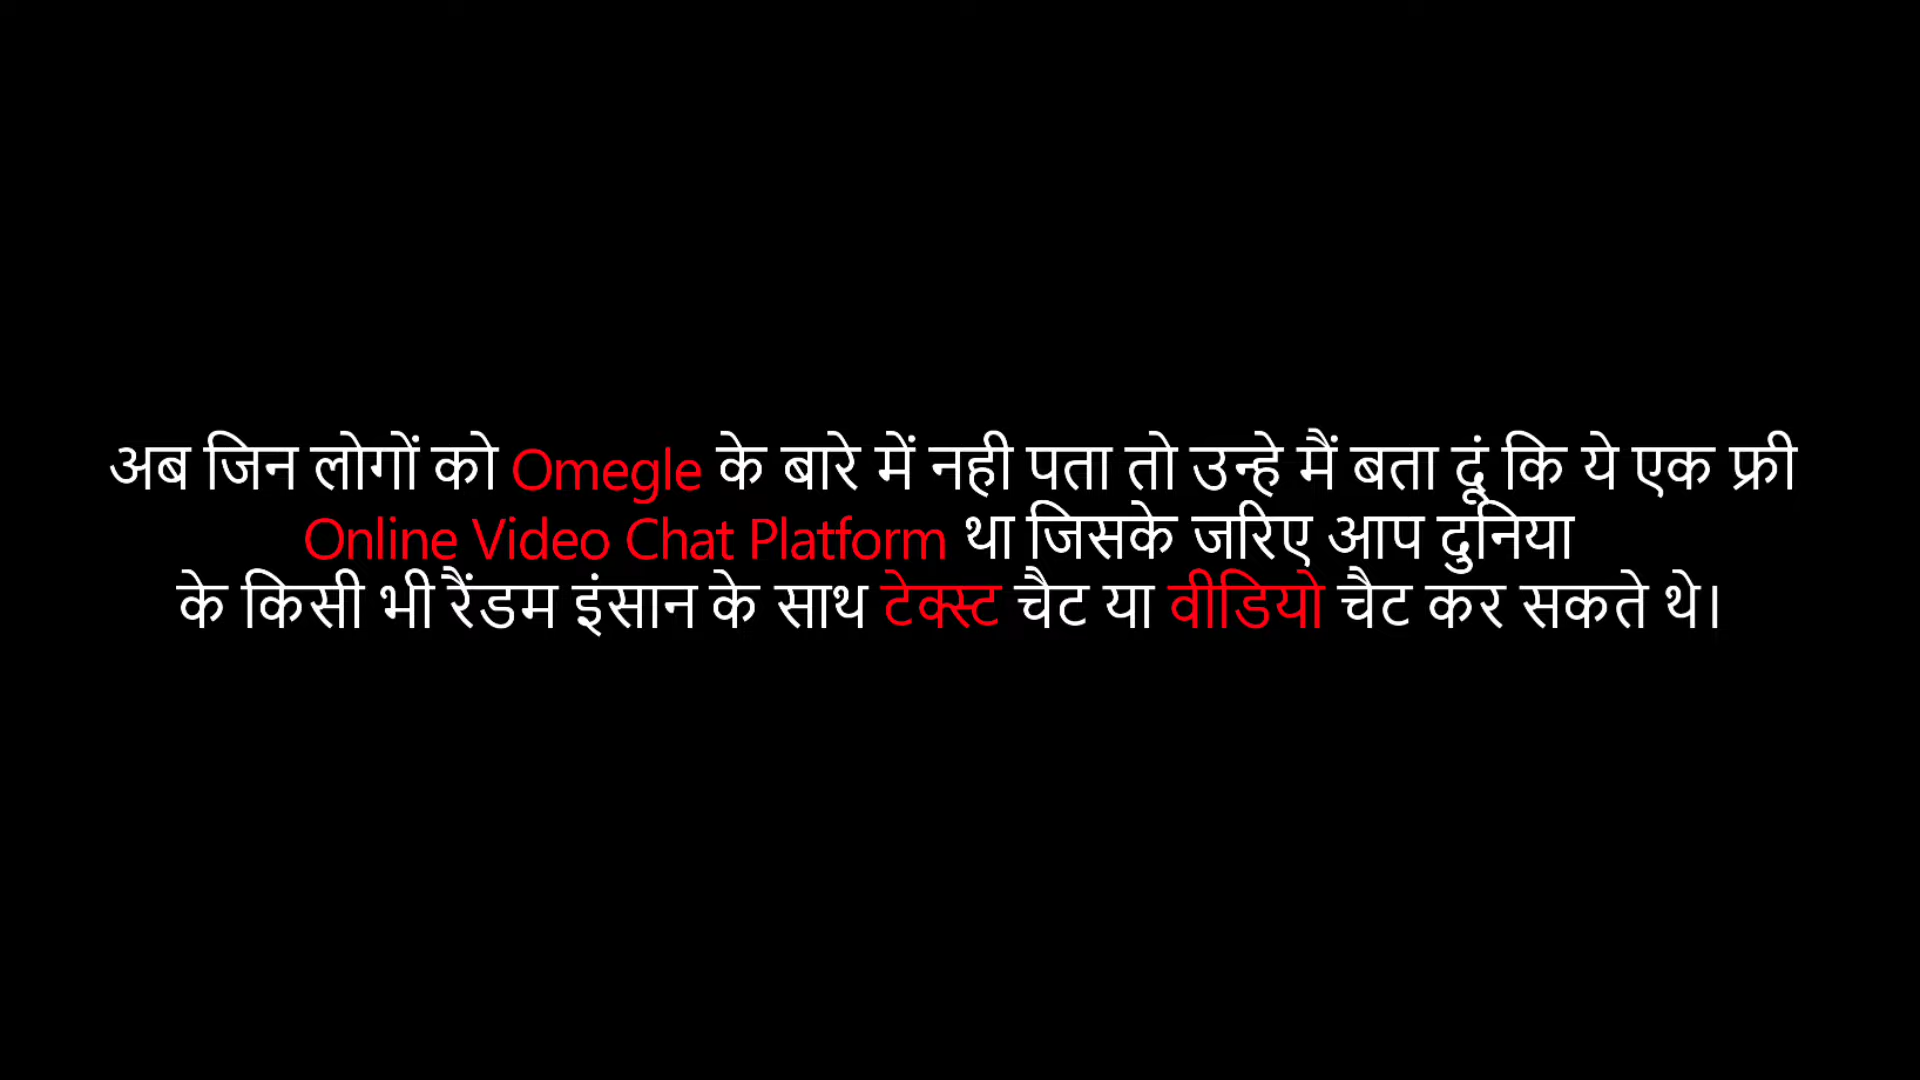 अब जिन लोगों को Omegle के बारे में नही पता तो उन्हे मैं बता दूं कि ये एक फ्री
Online Video Chat Platform था जिसके जरिए आप दुनिया
के किसी भी रैंडम इंसान के साथ टेक्स्ट चैट या वीडियो चैट कर सकते थे।